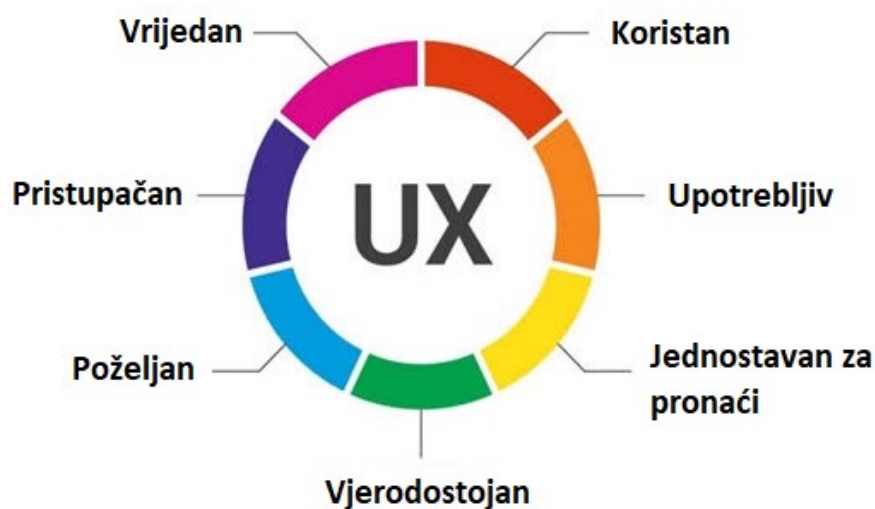 Vrijedan
Koristan
Pristupačan
UX
Upotrebljiv
Poželjan
Jednostavan za
pronaći
Vjerodostojan